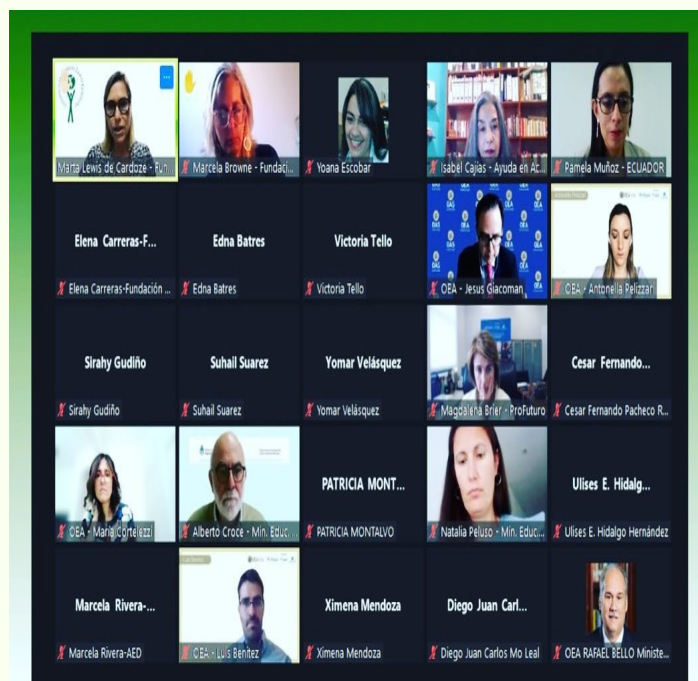 Marta Lewis de Cardoze - Fun...
Marcela Browne - Fundaci...
Yoana Escobar
Isabel Cajías - Ayuda en Ac...
Pamela Muñoz - ECUADOR
Elena Carreras-F...
Elena Carreras-Fundación ...
Edna Batres
Edna Batres
Victoria Tello
Victoria Tello
OAS
OEA
OEA - Jesus Giacoman
OEA - Antonella Pelizzari
Sirahy Gudiño
Sirahy Gudiño
Suhail Suarez
Suhail Suarez
Yomar Velásquez
Yomar Velásquez
Magdalena Brier - ProFuturo
Cesar Fernando...
Cesar Fernando Pacheco R...
OEA - María Cortelezzi
Alberto Croce - Min. Educ...
PATRICIA MONT...
PATRICIA MONTALVO
Natalia Peluso - Min. Educ...
Ulises E. Hidalg...
Ulises E. Hidalgo Hernández
Marcela Rivera-...
Marcela Rivera-AED
OEA - Luis Benitez
Ximena Mendoza
Ximena Mendoza
Diego Juan Carl...
Diego Juan Carlos Mo Leal
OEA RAFAEL BELLO Ministe...